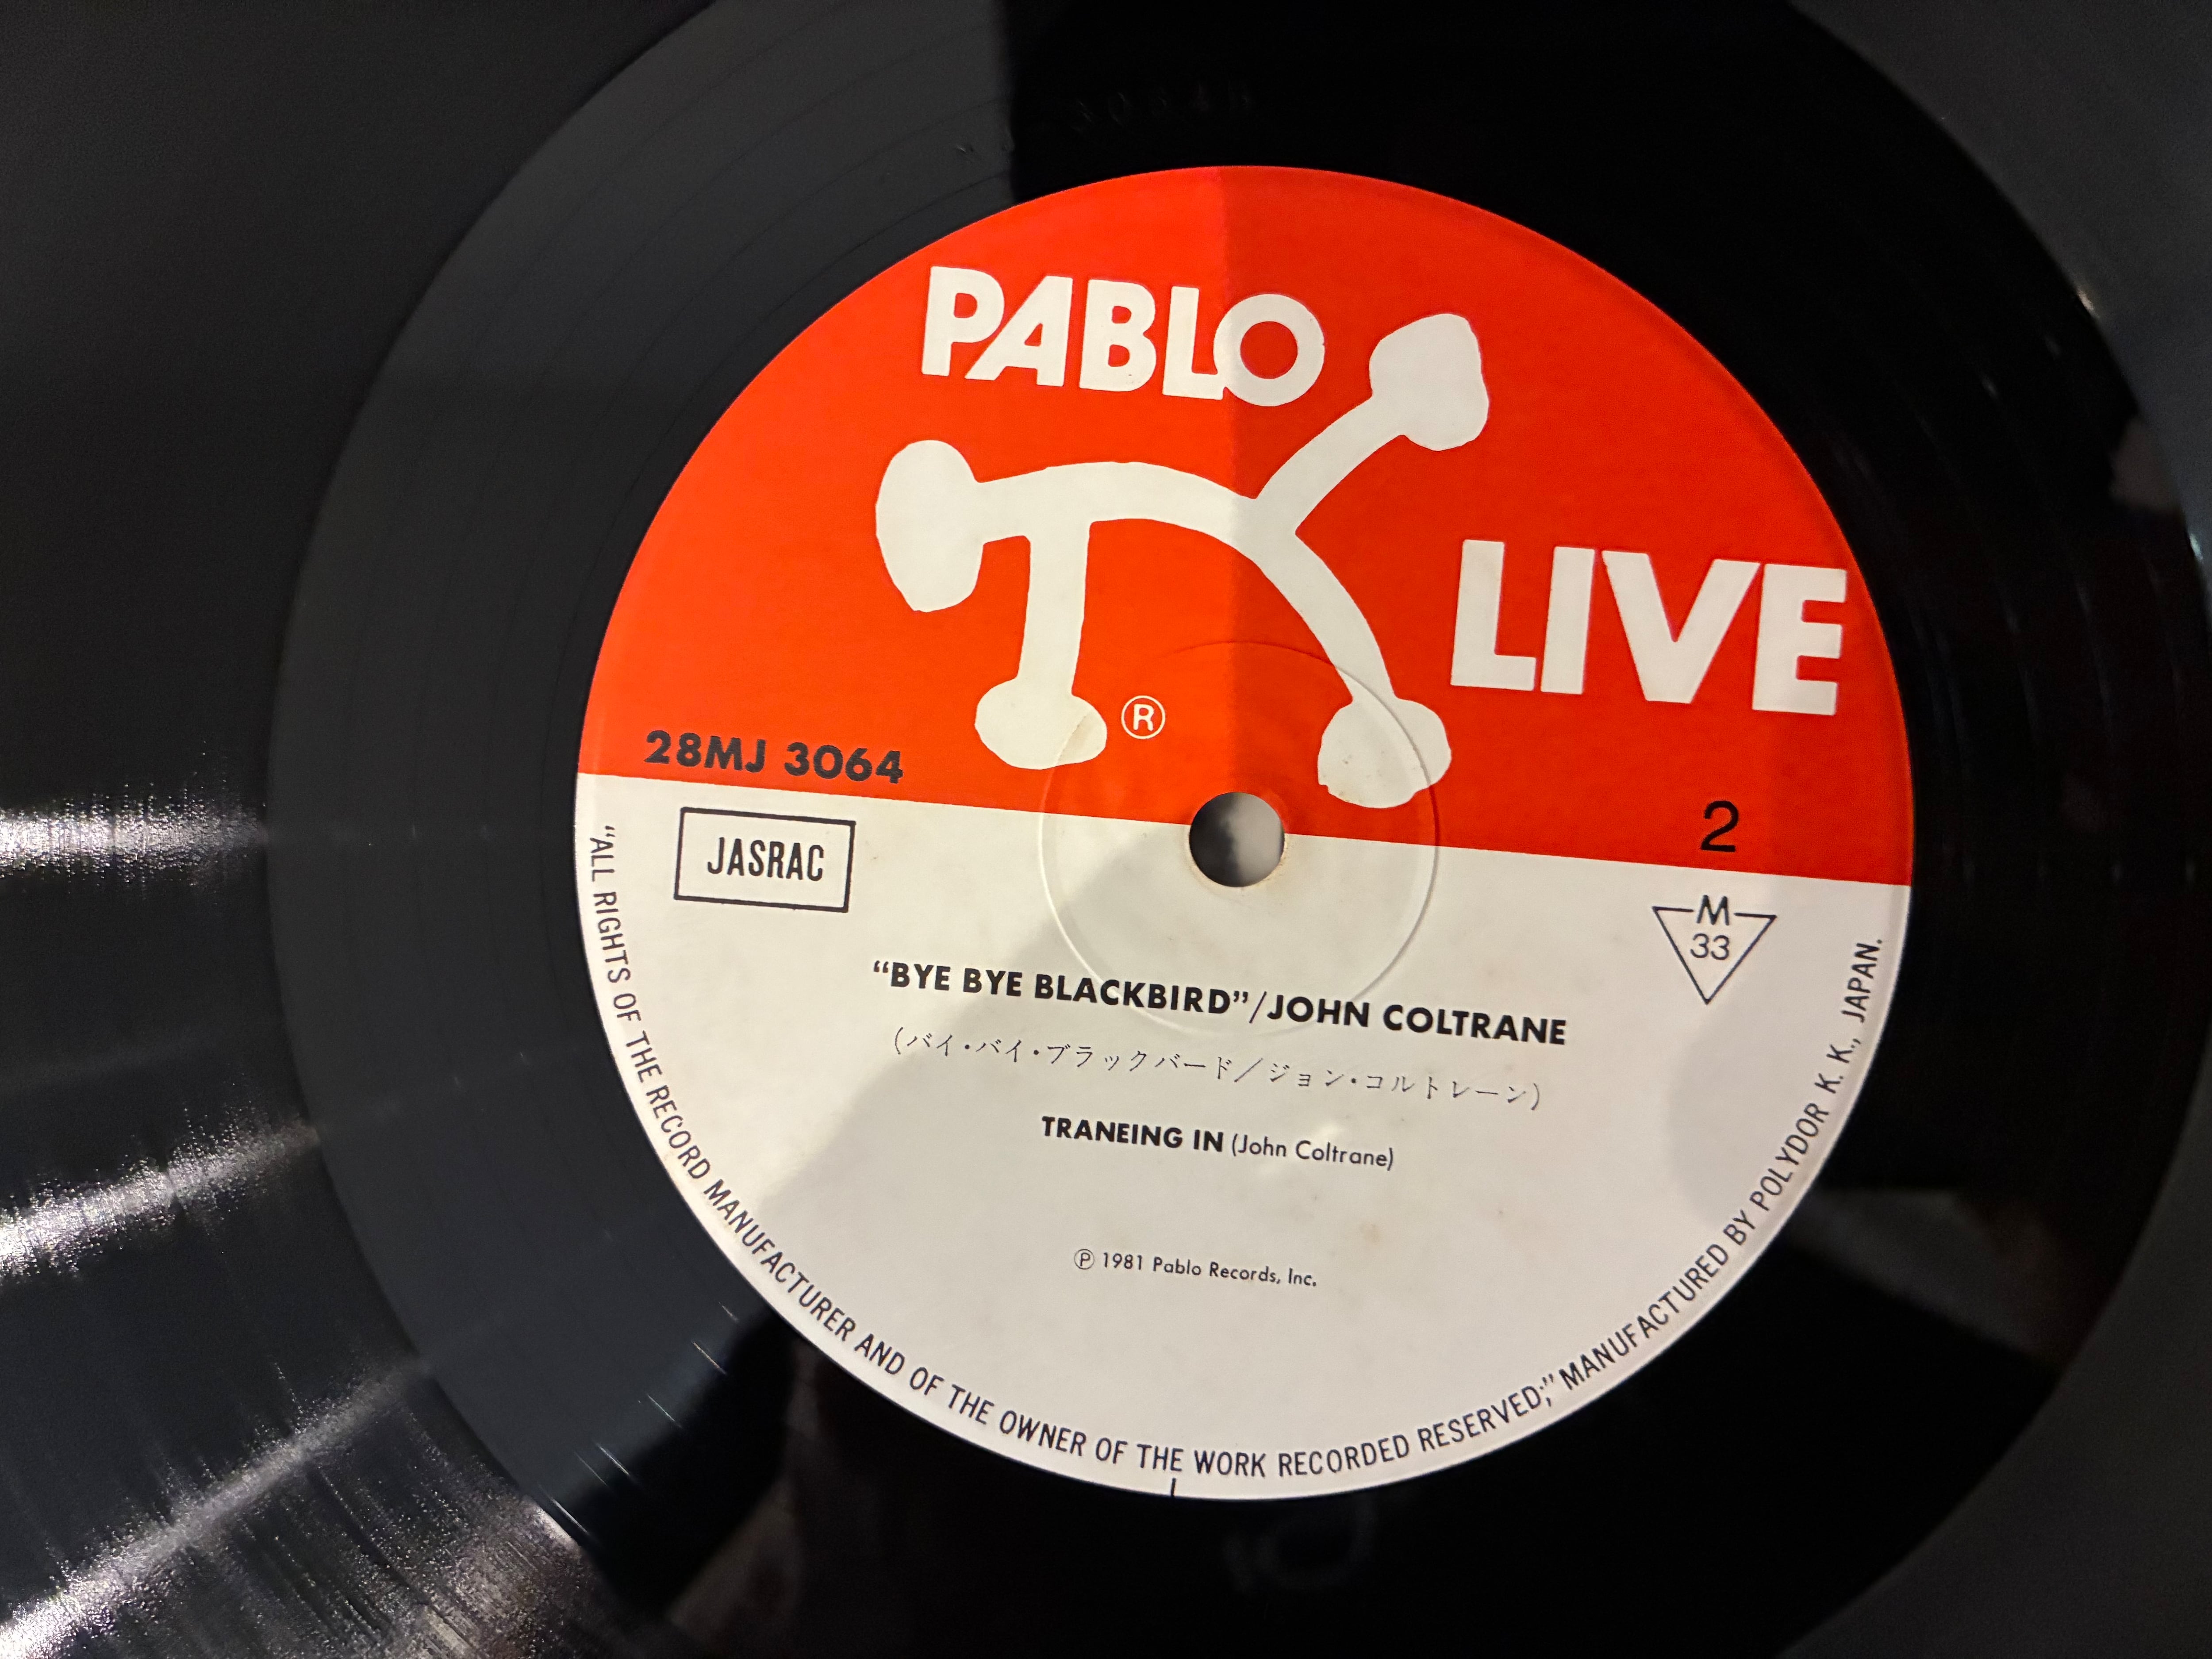 PABLO
LIVE
®
28MJ 3064
2
JASRAC
M
33
“BYE BYE BLACKBIRD”/JOHN COLTRANE
(バイ・バイ・ブラックバード/ジョン・コルトレーン)
TRANEING IN (John Coltrane)
℗ 1981 Pablo Records, Inc.
“ALL RIGHTS OF THE RECORD MANUFACTURER AND OF THE OWNER OF THE WORK RECORDED RESERVED;” MANUFACTURED BY POLYDOR K. K., JAPAN.